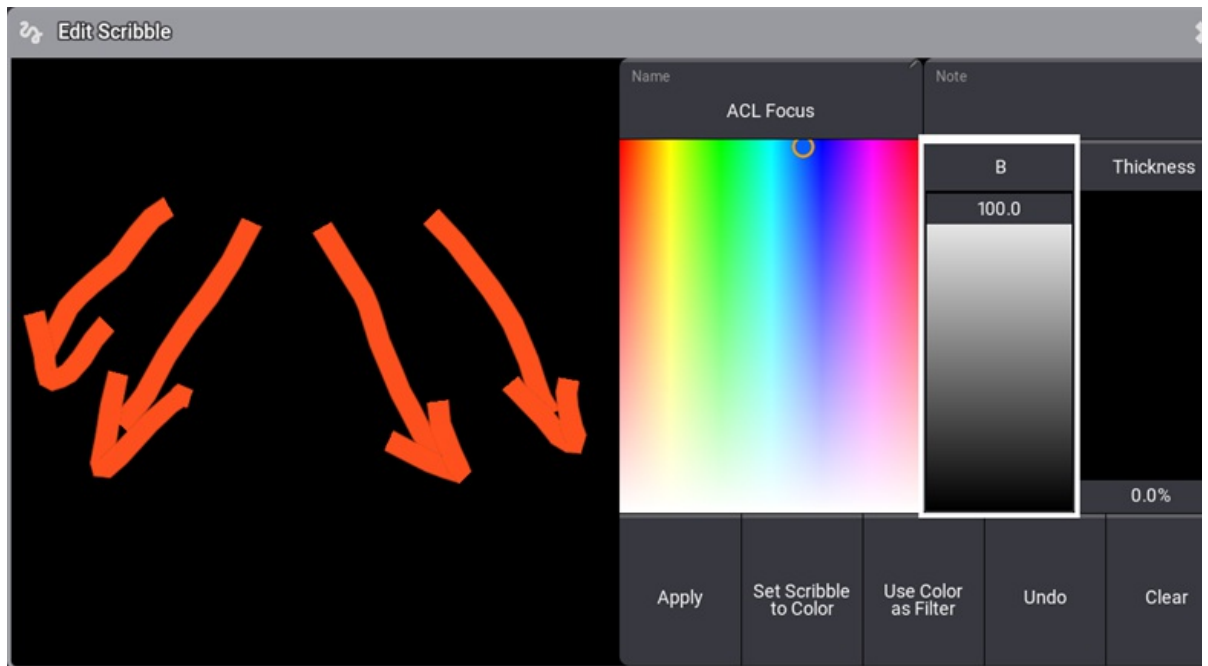 Edit Scribble
Name
ACL Focus
Note
B
100.0
Thickness
0.0%
Apply
Set Scribble
to Color
Use Color
as Filter
Undo
Clear